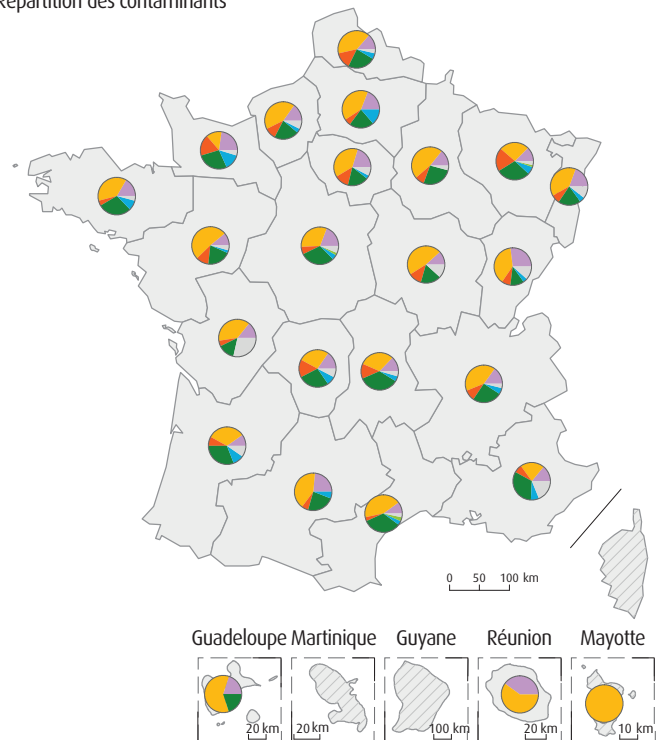 Répartition des contaminants
0 50 100 km
Guadeloupe Martinique Guyane Réunion Mayotte
20 km 20 km 100 km 20 km 10 km